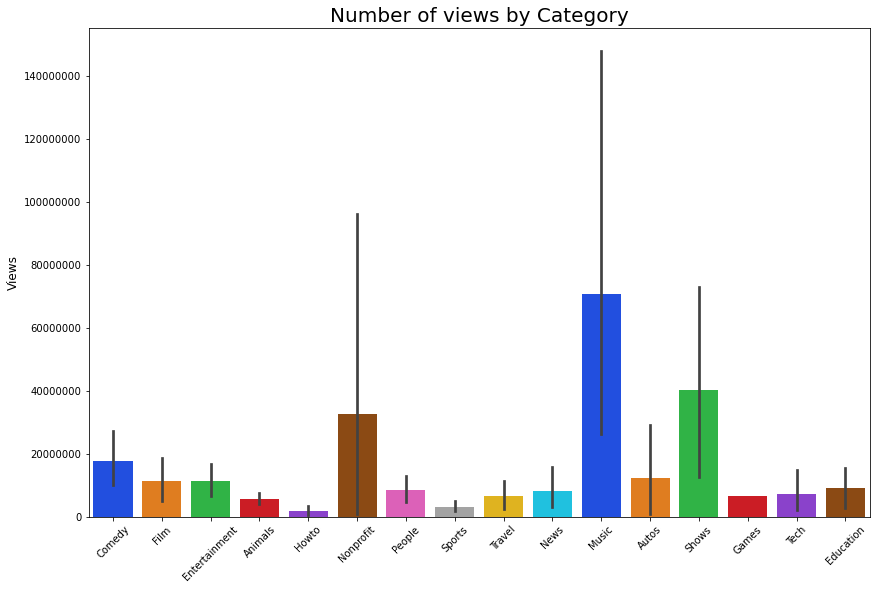 Number of views by Category
Views
140000000
120000000
100000000
80000000
60000000
40000000
20000000
0
Comedy
Film
Entertainment
Animals
Howto
Nonprofit
People
Sports
Travel
News
Music
Autos
Shows
Games
Tech
Education